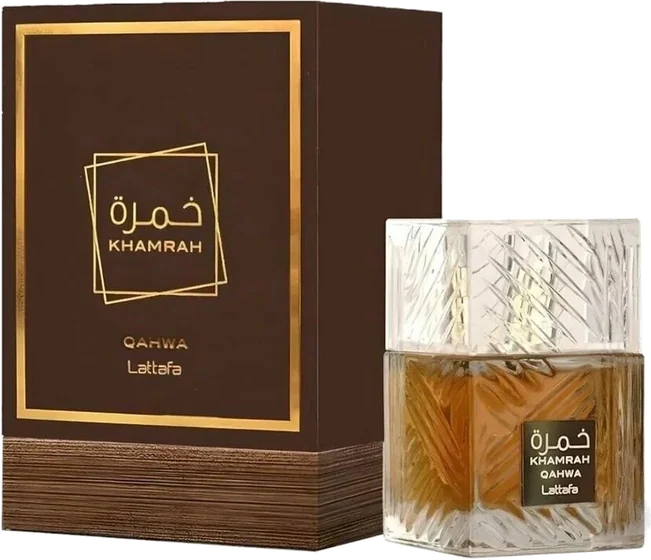 خمرة
KHAMRAH
QAHWA
Lattafa
خمرة
KHAMRAH
QAHWA
Lattafa